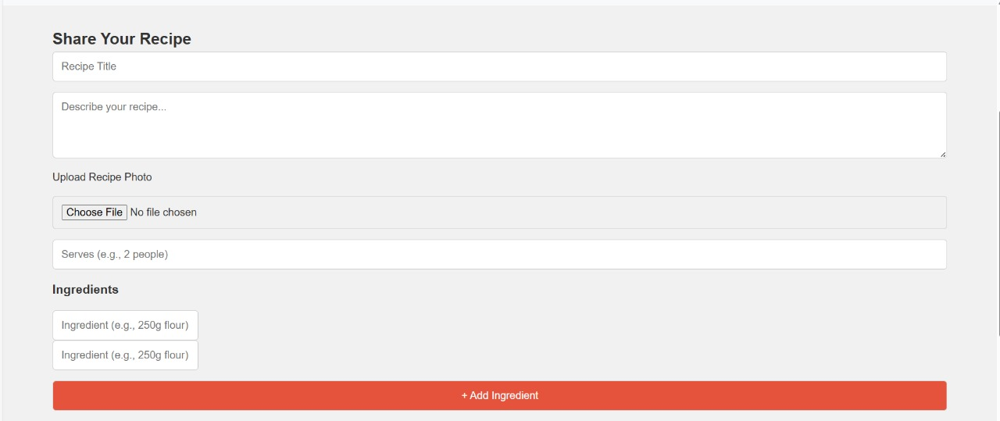 Share Your Recipe
Recipe Title
Describe your recipe...
Upload Recipe Photo
Choose File No file chosen
Serves (e.g., 2 people)
Ingredients
Ingredient (e.g., 250g flour)
Ingredient (e.g., 250g flour)
+ Add Ingredient